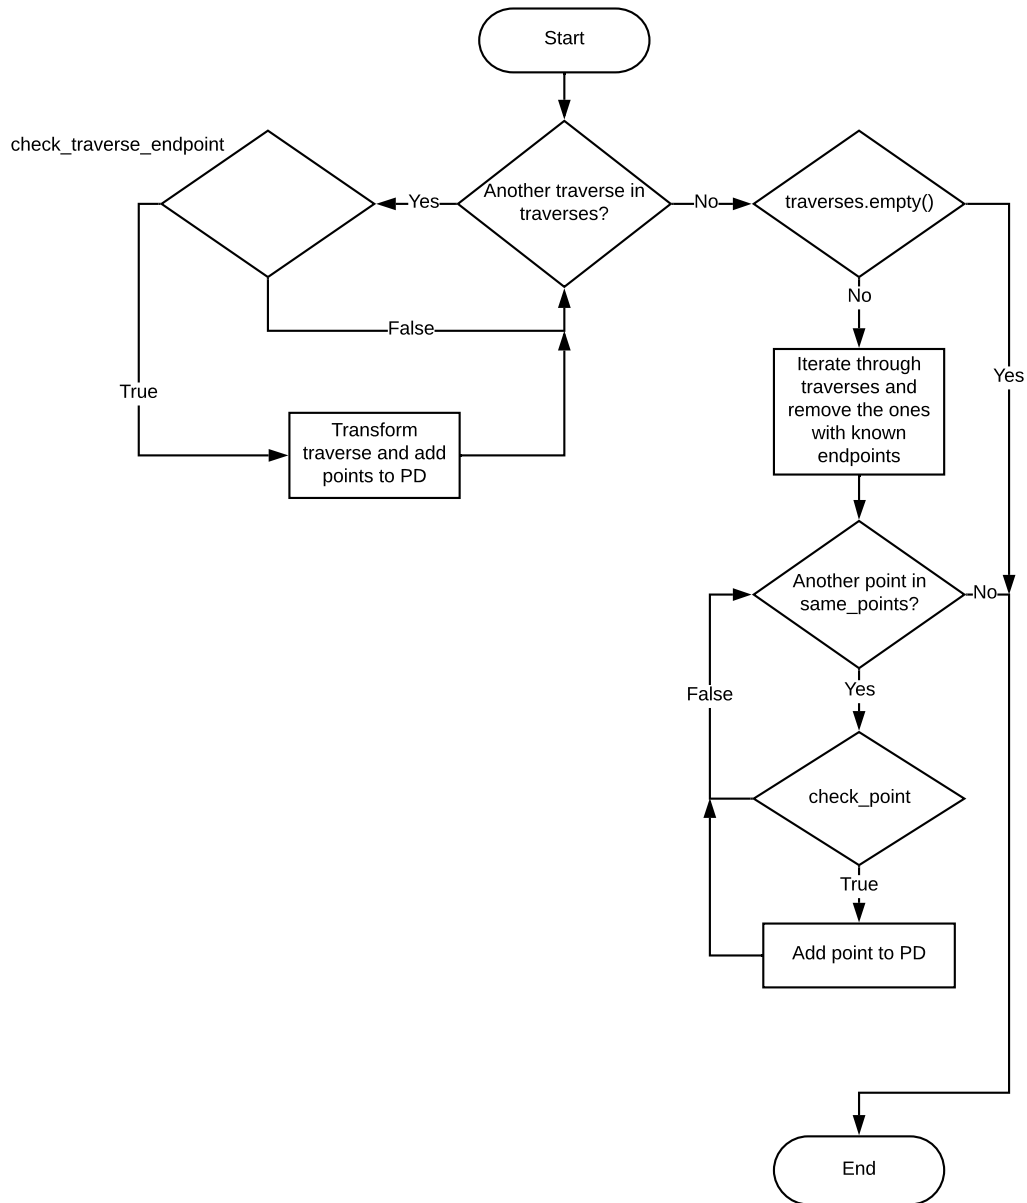 Start
check_traverse_endpoint
Another traverse in
traverses?
Yes
No
traverses.empty()
No
False
Yes
True
Iterate through
traverses and
remove the ones
with known
endpoints
Transform
traverse and add
points to PD
Another point in
same_points?
No
Yes
False
check_point
True
Add point to PD
End